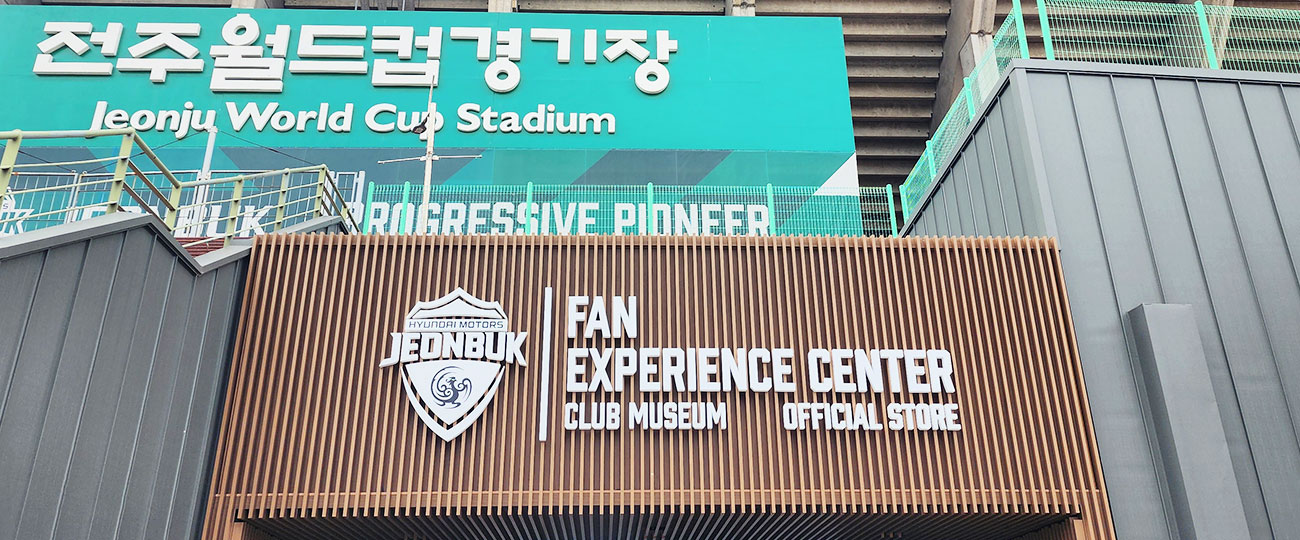 전주월드컵경기장
Jeonju World Cup Stadium
PROGRESSIVE PIONEER
HYUNDAI MOTORS
JEONBUK
FAN
EXPERIENCE CENTER
CLUB MUSEUM OFFICIAL STORE